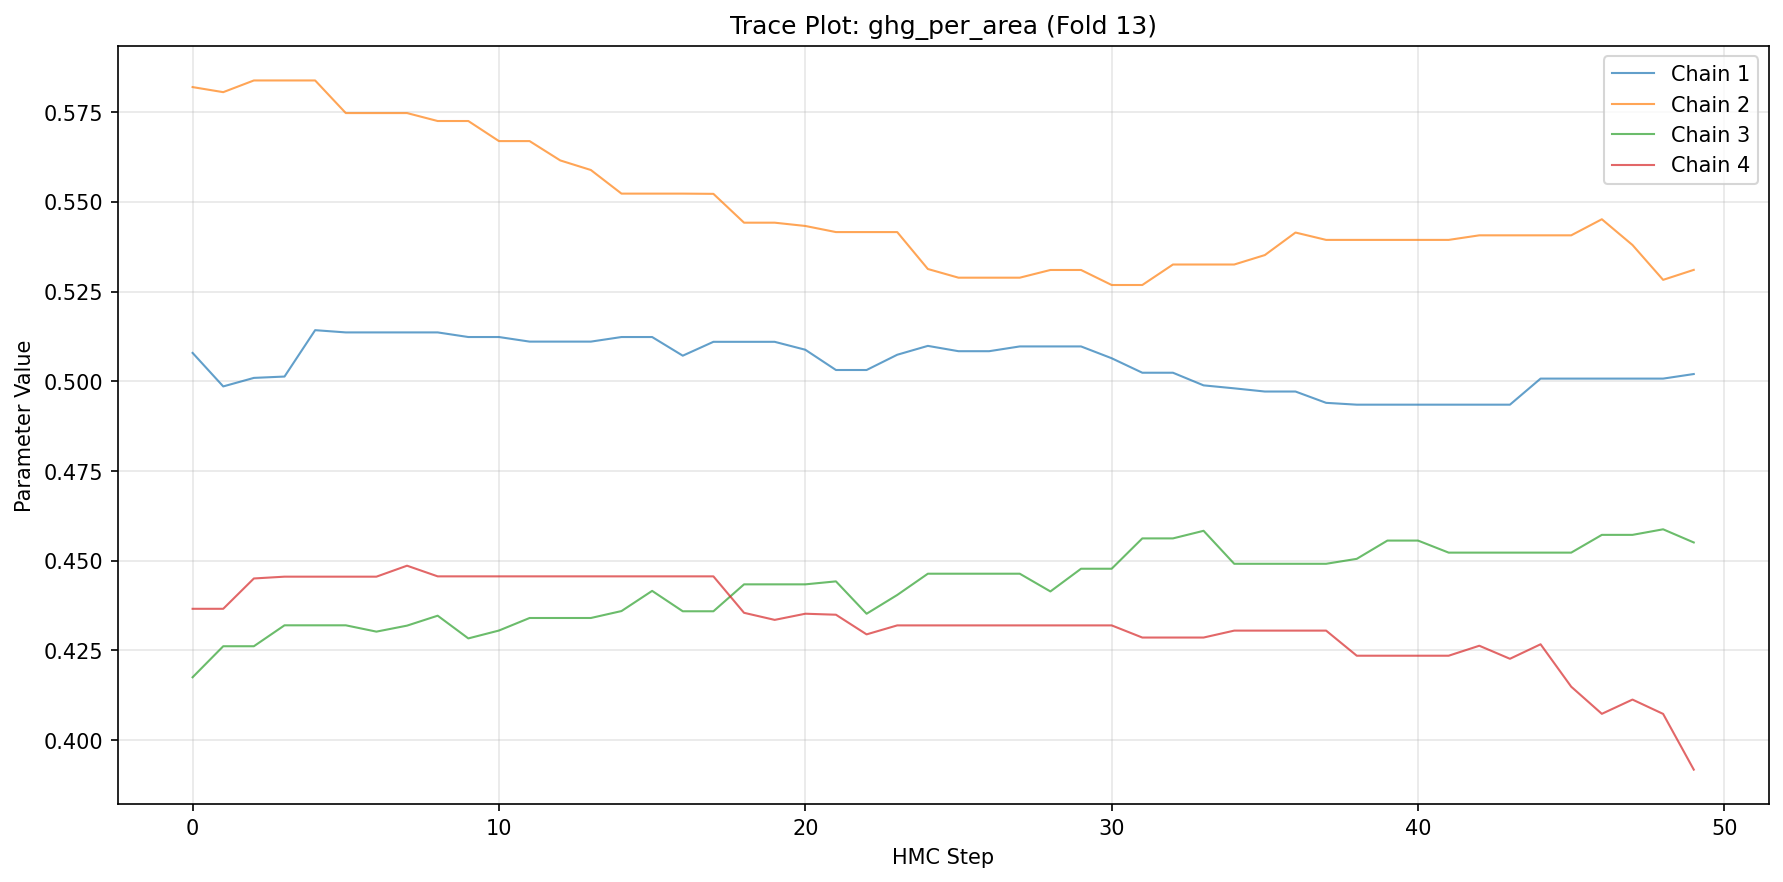 Trace Plot: ghg_per_area (Fold 13)
Chain 1
Chain 2
Chain 3
Chain 4
0.575
0.550
0.525
0.500
0.475
0.450
0.425
0.400
Parameter Value
0 10 20 30 40 50
HMC Step